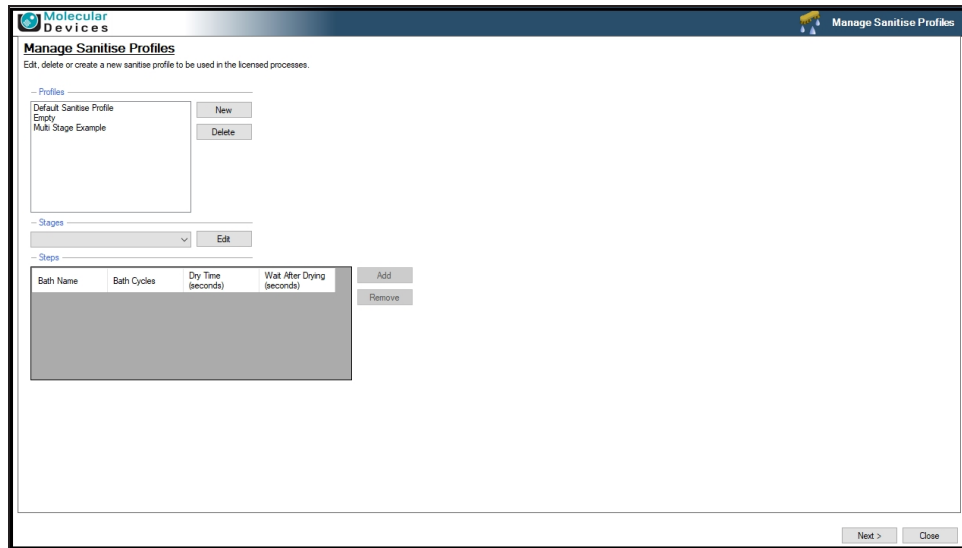 Molecular
Devices
Manage Sanitise Profiles
Manage Sanitise Profiles
Edit, delete or create a new sanitise profile to be used in the licensed processes.
Profiles
Default Sanitise Profile
Empty
Multi Stage Example
New
Delete
Stages
Edit
Steps
Bath Name
Bath Cycles
Dry Time
(seconds)
Wait After Drying
(seconds)
Add
Remove
Next >
Close